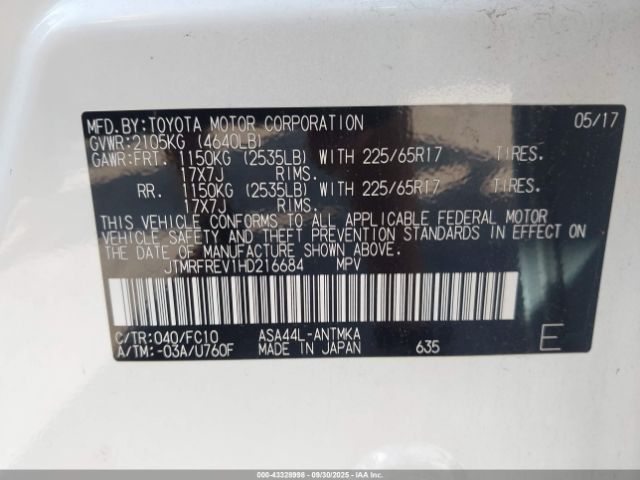 MFD.BY:TOYOTA MOTOR CORPORATION 05/17
GVWR:2105KG (4640LB)
GAWR:FRT. 1150KG (2535LB) WITH 225/65R17 TIRES.
17X7J RIMS.
RR. 1150KG (2535LB) WITH 225/65R17 TIRES.
17X7J RIMS.
THIS VEHICLE CONFORMS TO ALL APPLICABLE FEDERAL MOTOR
VEHICLE SAFETY AND THEFT PREVENTION STANDARDS IN EFFECT ON
THE DATE OF MANUFACTURE SHOWN ABOVE.
JTMRFREV1HD216684 MPV
C/TR:040/FC10 ASA44L-ANTMKA
A/TM:-03A/U760F MADE IN JAPAN 635 E
000-43328998 - 09/30/2025 - IAAI.COM